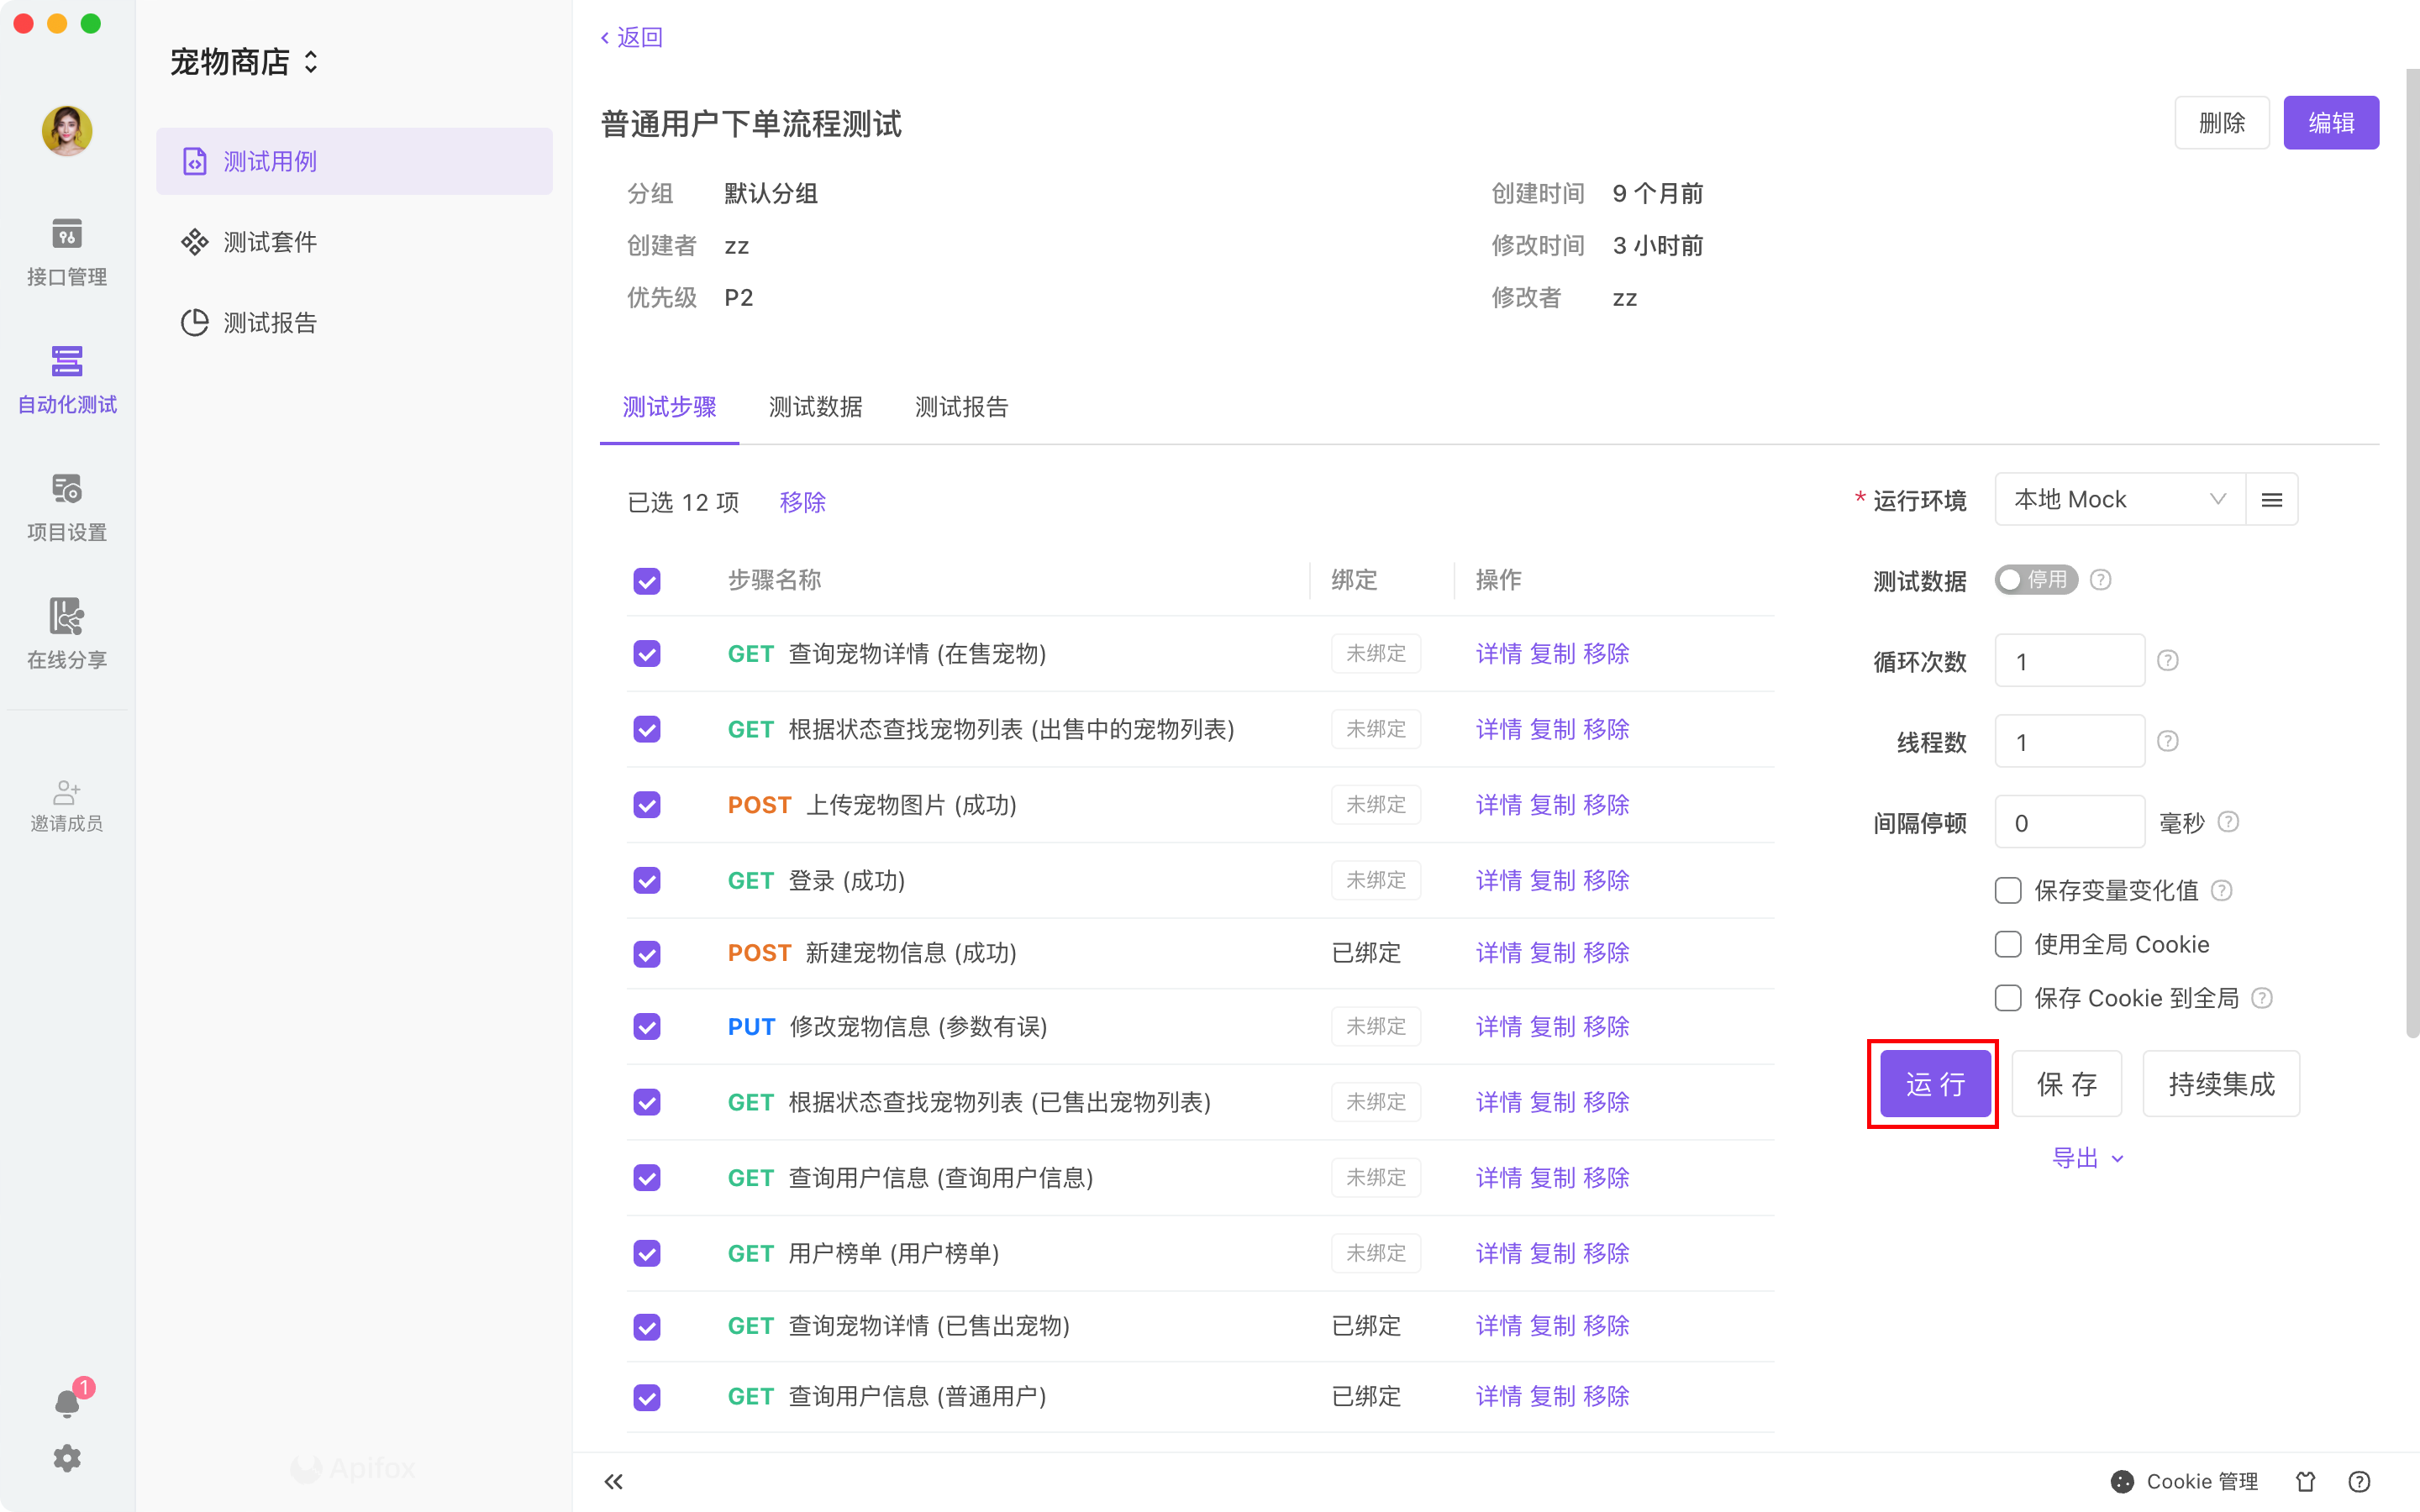 宠物商店
测试用例
测试套件
测试报告
接口管理
自动化测试
项目设置
在线分享
邀请成员
1
Apifox
返回
普通用户下单流程测试
删除
编辑
分组 默认分组
创建时间 9 个月前
创建者 zz
修改时间 3 小时前
优先级 P2
修改者 zz
测试步骤 测试数据 测试报告
已选 12 项 移除
步骤名称 绑定 操作
GET 查询宠物详情 (在售宠物) 未绑定 详情 复制 移除
GET 根据状态查找宠物列表 (出售中的宠物列表) 未绑定 详情 复制 移除
POST 上传宠物图片 (成功) 未绑定 详情 复制 移除
GET 登录 (成功) 未绑定 详情 复制 移除
POST 新建宠物信息 (成功) 已绑定 详情 复制 移除
PUT 修改宠物信息 (参数有误) 未绑定 详情 复制 移除
GET 根据状态查找宠物列表 (已售出宠物列表) 未绑定 详情 复制 移除
GET 查询用户信息 (查询用户信息) 未绑定 详情 复制 移除
GET 用户榜单 (用户榜单) 未绑定 详情 复制 移除
GET 查询宠物详情 (已售出宠物) 已绑定 详情 复制 移除
GET 查询用户信息 (普通用户) 已绑定 详情 复制 移除
* 运行环境 本地 Mock
测试数据 停用
循环次数 1
线程数 1
间隔停顿 0 毫秒
保存变量变化值
使用全局 Cookie
保存 Cookie 到全局
运 行 保 存 持续集成
导出
Cookie 管理